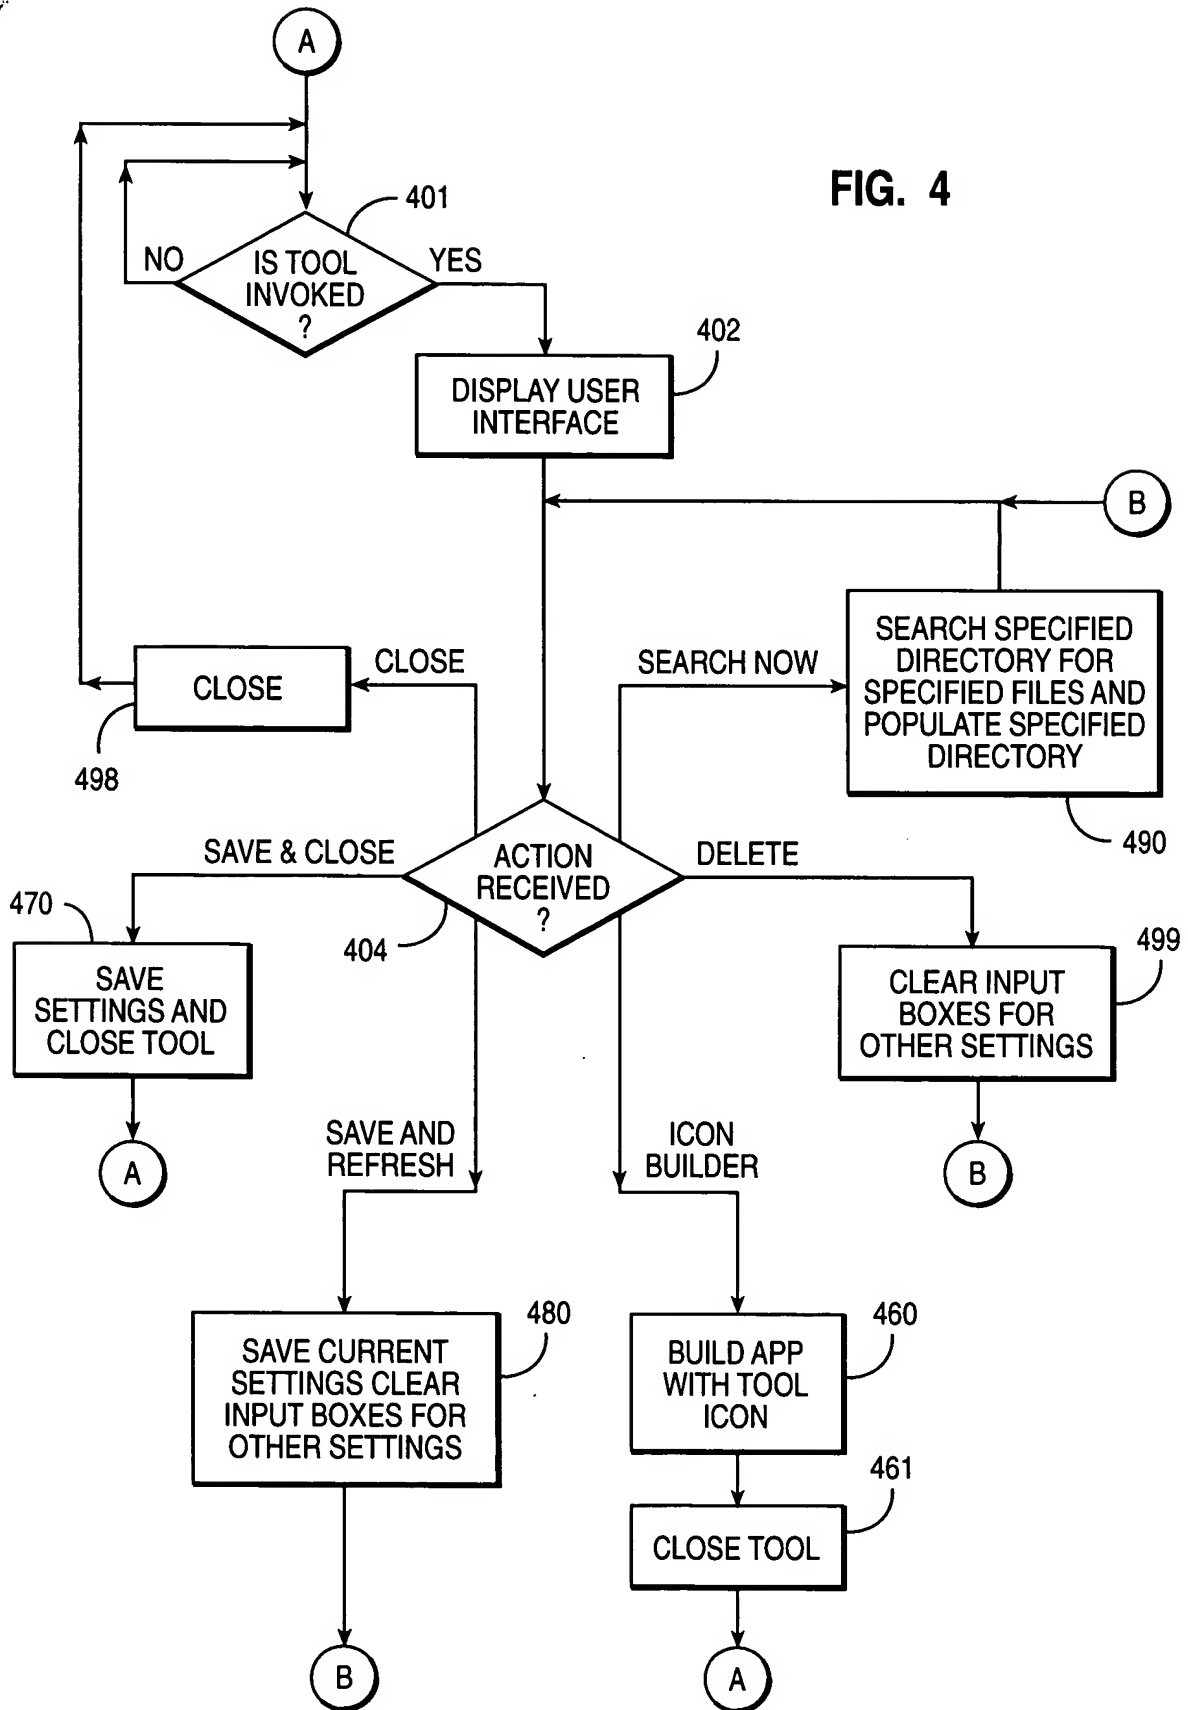 A
FIG. 4
401
NO
IS TOOL
INVOKED
?
YES
402
DISPLAY USER
INTERFACE
B
SEARCH SPECIFIED
DIRECTORY FOR
SPECIFIED FILES AND
POPULATE SPECIFIED
DIRECTORY
490
SEARCH NOW
CLOSE
CLOSE
498
SAVE & CLOSE
ACTION
RECEIVED
?
404
DELETE
470
SAVE
SETTINGS AND
CLOSE TOOL
A
499
CLEAR INPUT
BOXES FOR
OTHER SETTINGS
B
SAVE AND
REFRESH
ICON
BUILDER
480
SAVE CURRENT
SETTINGS CLEAR
INPUT BOXES FOR
OTHER SETTINGS
B
460
BUILD APP
WITH TOOL
ICON
461
CLOSE TOOL
A